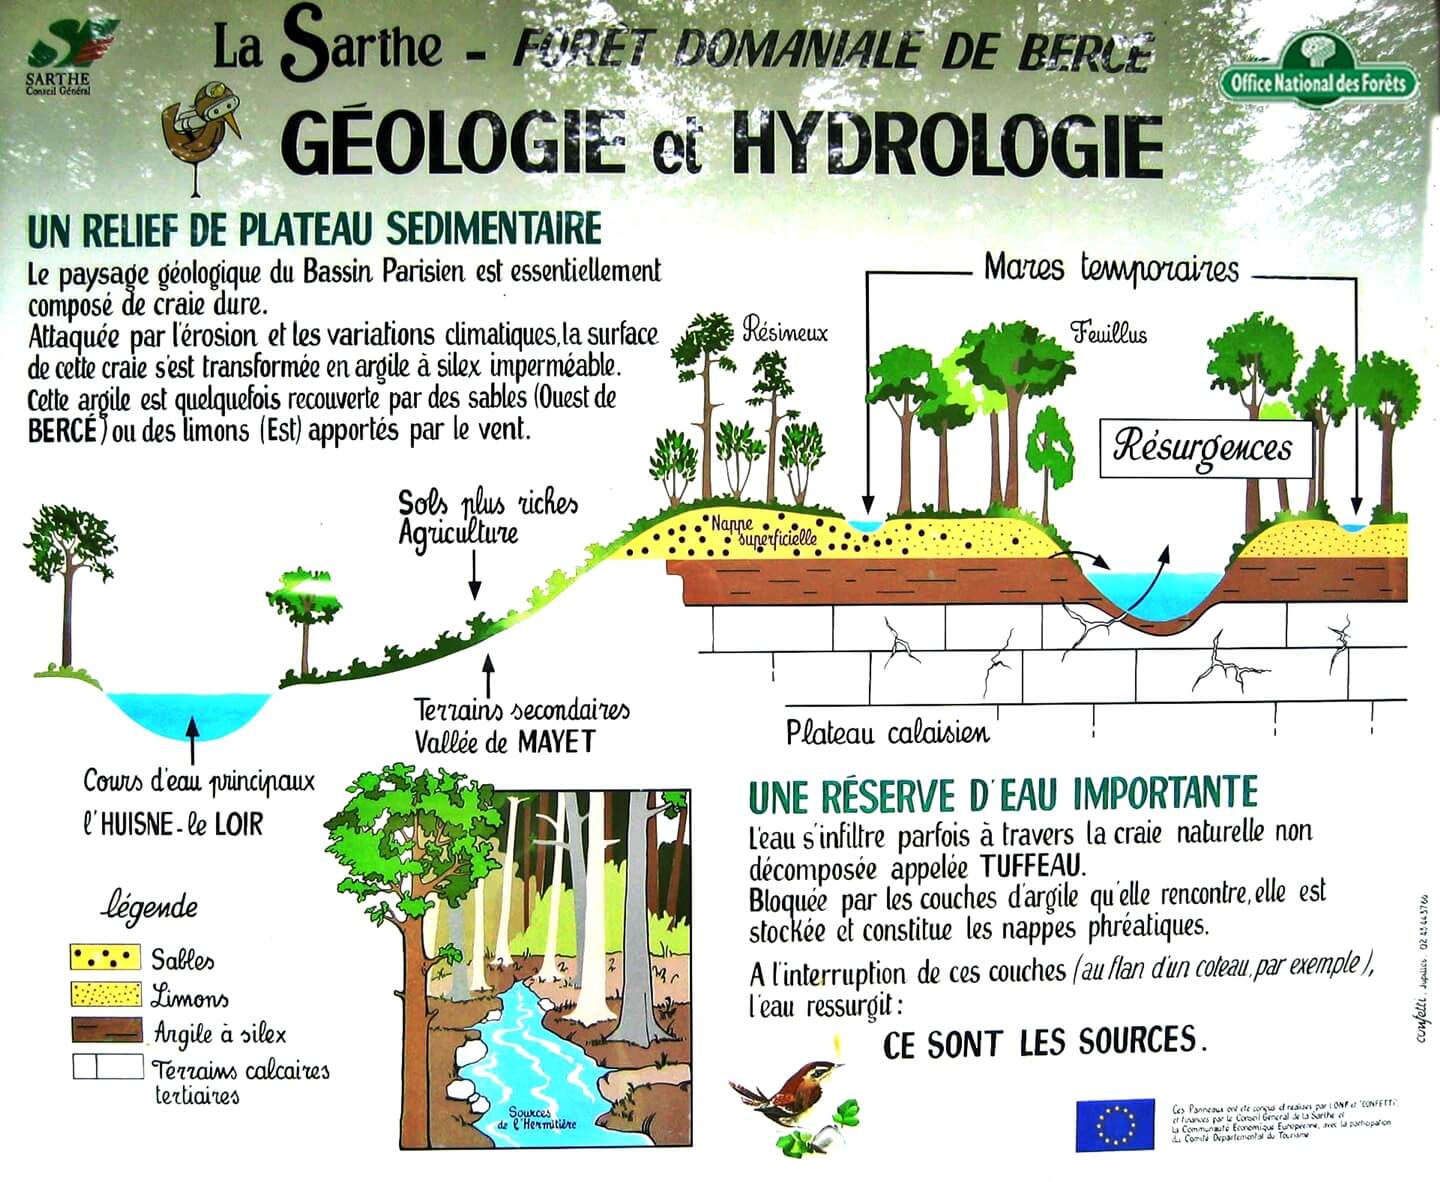 SARTHE
Conseil Général
La Sarthe - FORÊT DOMANIALE DE BERCÉ
Office National des Forêts
GÉOLOGIE et HYDROLOGIE
UN RELIEF DE PLATEAU SEDIMENTAIRE
Le paysage géologique du Bassin Parisien est essentiellement
composé de craie dure.
Attaquée par l'érosion et les variations climatiques, la surface
de cette craie s'est transformée en argile à silex imperméable.
Cette argile est quelquefois recouverte par des sables (Ouest de
BERCÉ) ou des limons (Est) apportés par le vent.
Mares temporaires
Résineux
Feuillus
Résurgences
Sols plus riches
Agriculture
Nappe
superficielle
Terrains secondaires
Vallée de MAYET
Plateau calaisien
Cours d'eau principaux
l'HUISNE - le LOIR
légende
Sables
Limons
Argile à silex
Terrains calcaires
tertiaires
Sources
de l'Hermitière
UNE RÉSERVE D'EAU IMPORTANTE
L'eau s'infiltre parfois à travers la craie naturelle non
décomposée appelée TUFFEAU.
Bloquée par les couches d'argile qu'elle rencontre, elle est
stockée et constitue les nappes phréatiques.
A l'interruption de ces couches (au flan d'un coteau, par exemple),
l'eau ressurgit :
CE SONT LES SOURCES.
Ces Panneaux ont été conçus et réalisés par l'ONF et "CONFETTI",
et financés par le Conseil Général de la Sarthe et
la Communauté Economique Européenne, avec la participation
du Comité Départemental du Tourisme
confetti. Jupilles. 02 43 44 57 66